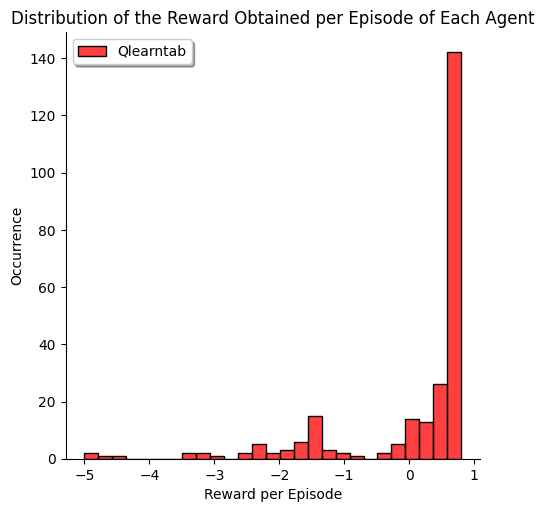 Distribution of the Reward Obtained per Episode of Each Agent
Qlearntab
Occurrence
140
120
100
80
60
40
20
0
−5 −4 −3 −2 −1 0 1
Reward per Episode